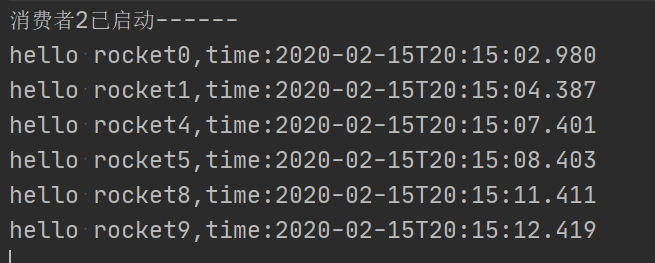 消费者2已启动------
hello rocket0,time:2020-02-15T20:15:02.980
hello rocket1,time:2020-02-15T20:15:04.387
hello rocket4,time:2020-02-15T20:15:07.401
hello rocket5,time:2020-02-15T20:15:08.403
hello rocket8,time:2020-02-15T20:15:11.411
hello rocket9,time:2020-02-15T20:15:12.419